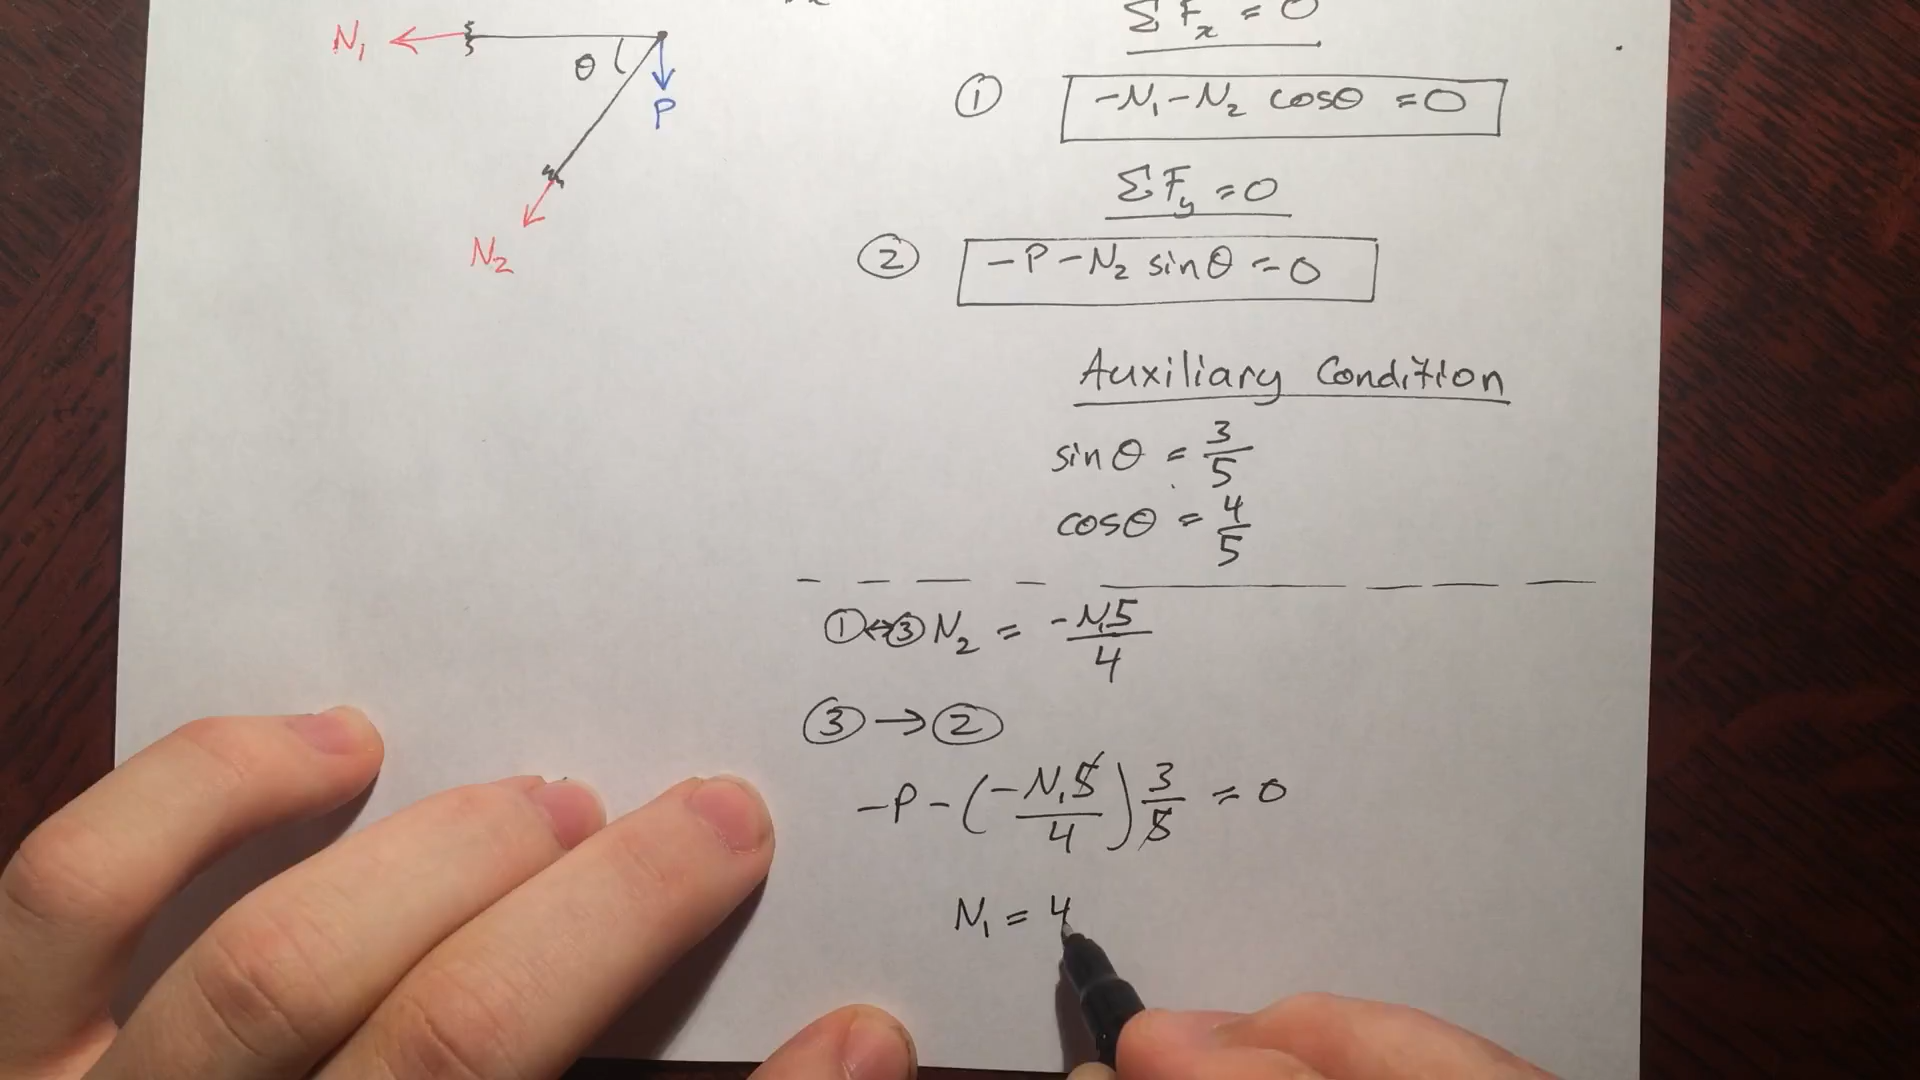 N₁
θ
P
N₂
ΣFₓ = 0
① -N₁ - N₂ cosθ = 0
ΣFᵧ = 0
② -P - N₂ sinθ = 0
Auxiliary Condition
sinθ = 3/5
cosθ = 4/5
① ↔ ③ N₂ = -N₁5/4
③ → ②
-P - (-N₁5/4) 3/5 = 0
N₁ = 4